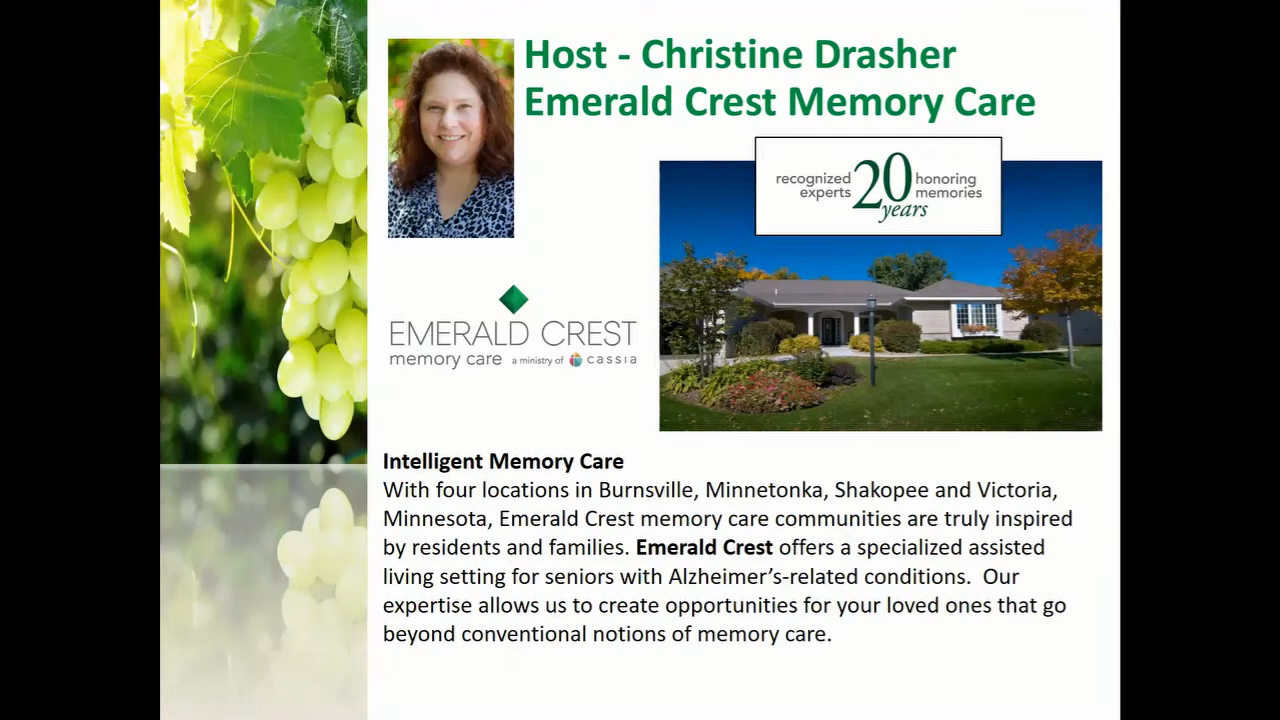 Host - Christine Drasher
Emerald Crest Memory Care
recognized experts 20 years honoring memories
EMERALD CREST
memory care a ministry of cassia
Intelligent Memory Care
With four locations in Burnsville, Minnetonka, Shakopee and Victoria,
Minnesota, Emerald Crest memory care communities are truly inspired
by residents and families. Emerald Crest offers a specialized assisted
living setting for seniors with Alzheimer’s-related conditions.  Our
expertise allows us to create opportunities for your loved ones that go
beyond conventional notions of memory care.